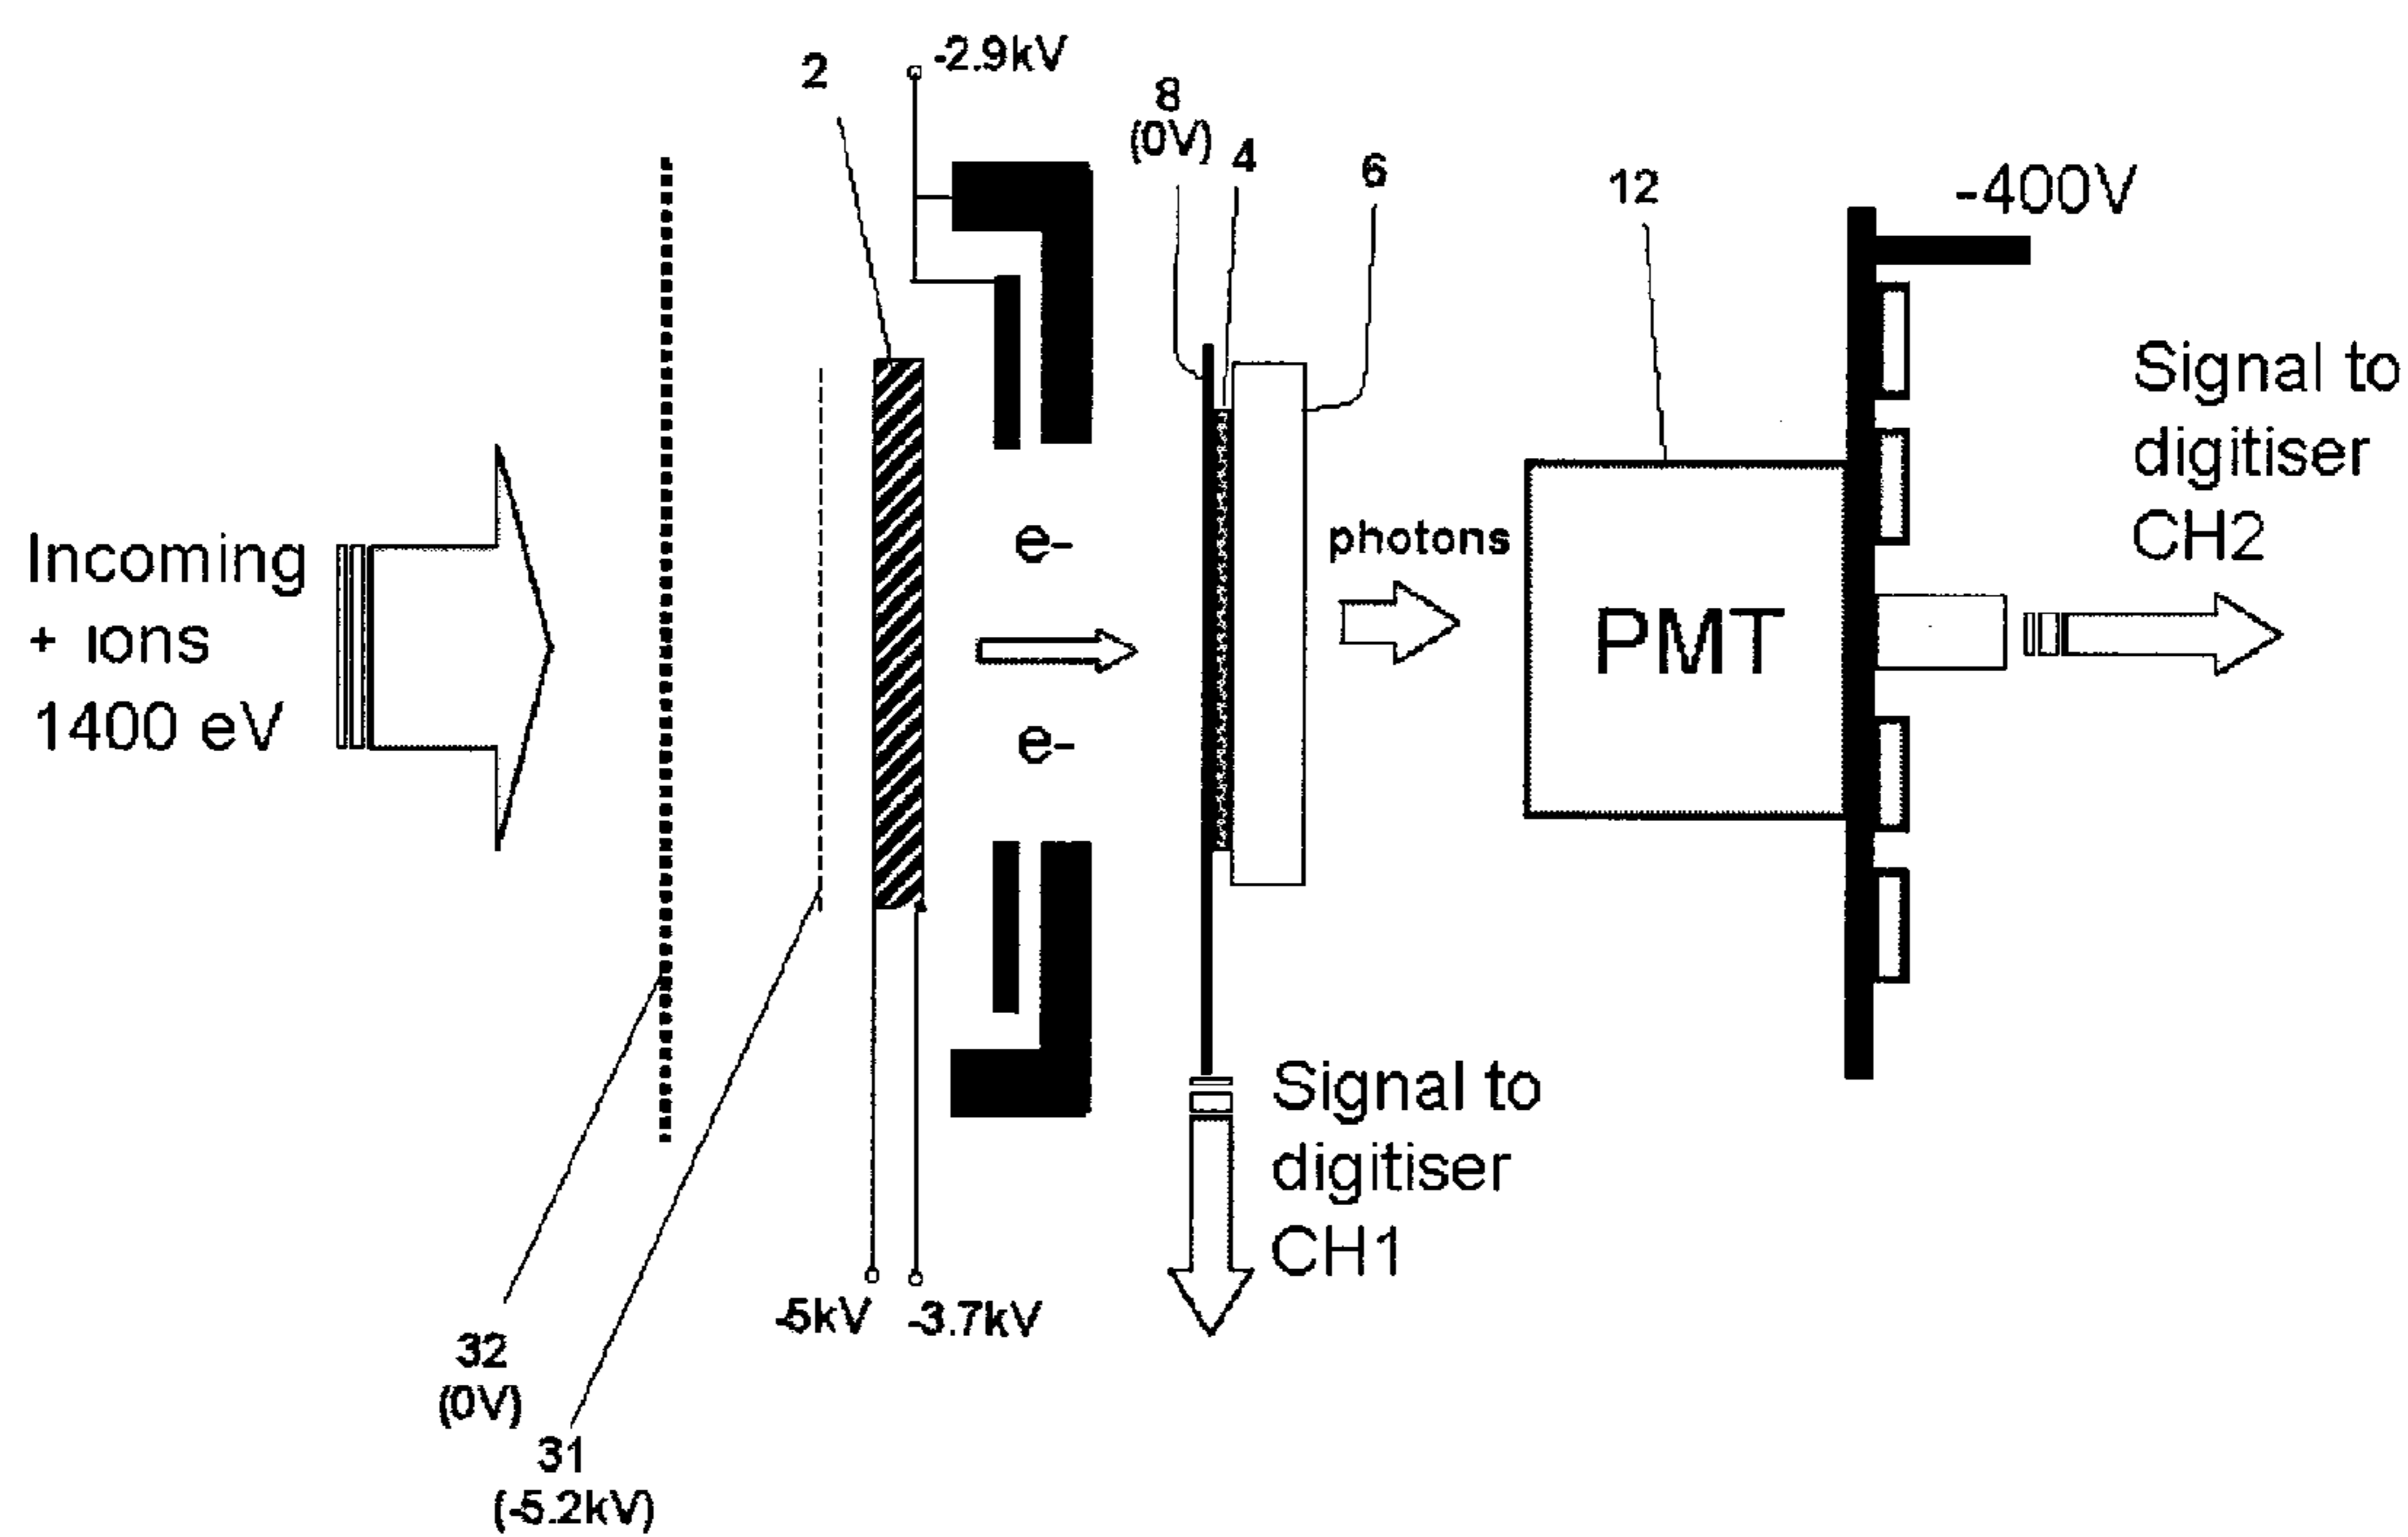 2
-2.9kV
8
(0V)
4
6
12
-400V
Incoming
+ ions
1400 eV
e-
e-
photons
PMT
Signal to
digitiser
CH2
Signal to
digitiser
CH1
-5kV
-3.7kV
32
(0V)
31
(-5.2kV)